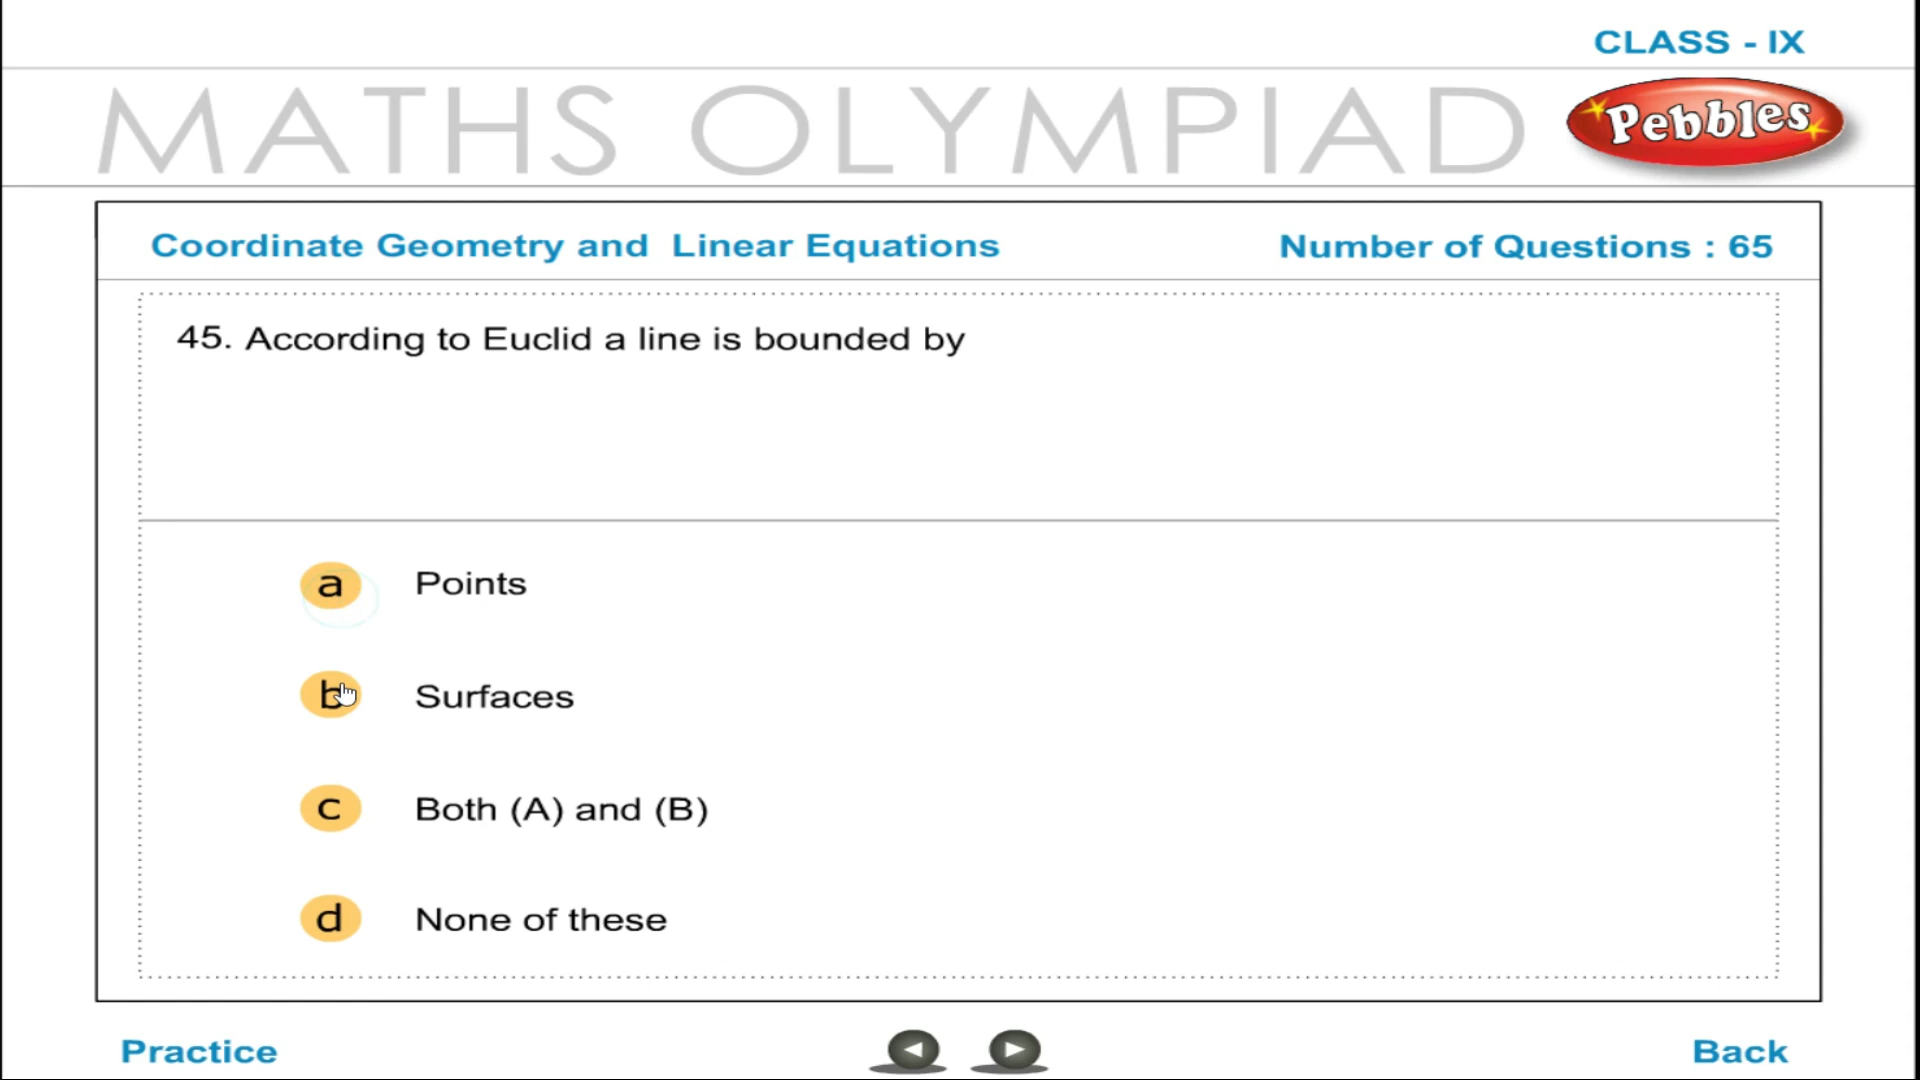 CLASS - IX
MATHS OLYMPIAD
Pebbles
Coordinate Geometry and Linear Equations
Number of Questions : 65
45. According to Euclid a line is bounded by
a Points
b Surfaces
c Both (A) and (B)
d None of these
Practice
Back